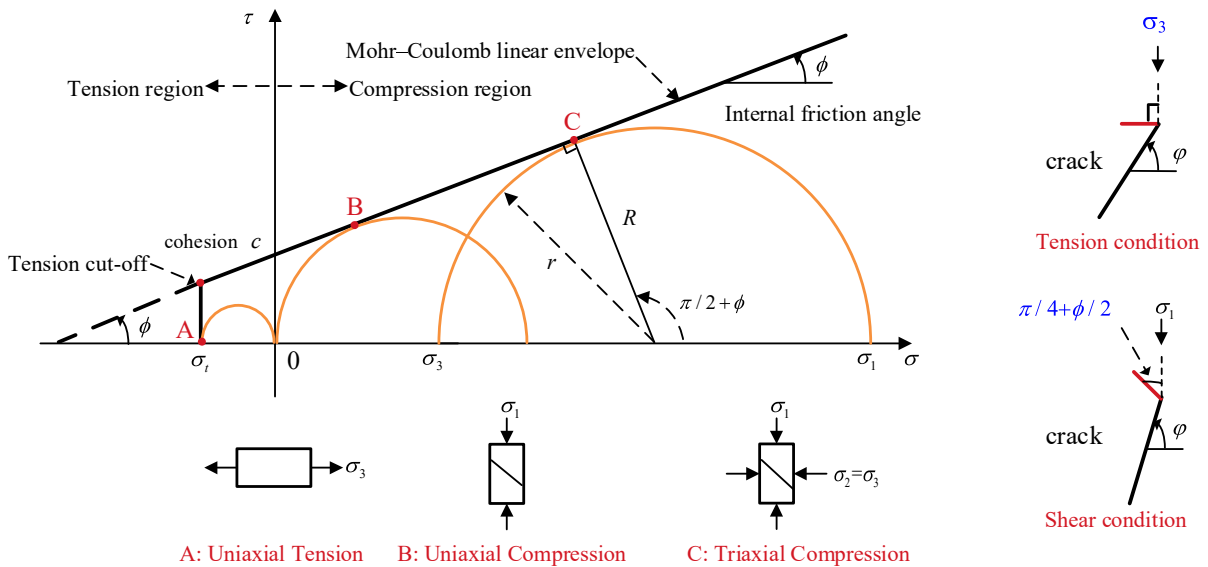 τ
σ₃
Mohr–Coulomb linear envelope
ϕ
Tension region
Compression region
Internal friction angle
C
crack
φ
B
R
cohesion c
Tension condition
Tension cut-off
r
π/2+ϕ
π/4+ϕ/2
σ₁
ϕ
A
σₜ
0
σ₃
σ₁
σ
crack
φ
σ₁
σ₁
σ₃
σ₂=σ₃
Shear condition
A: Uniaxial Tension
B: Uniaxial Compression
C: Triaxial Compression